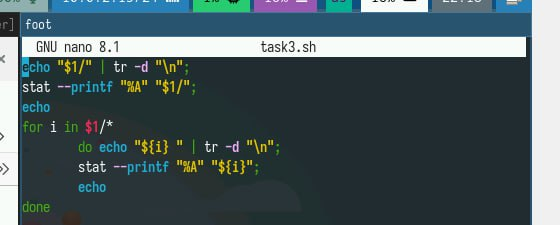 foot
GNU nano 8.1 task3.sh
echo "$1/" | tr -d "\n";
stat --printf "%A" "$1/";
echo
for i in $1/*
do echo "${i} " | tr -d "\n";
stat --printf "%A" "${i}";
echo
done